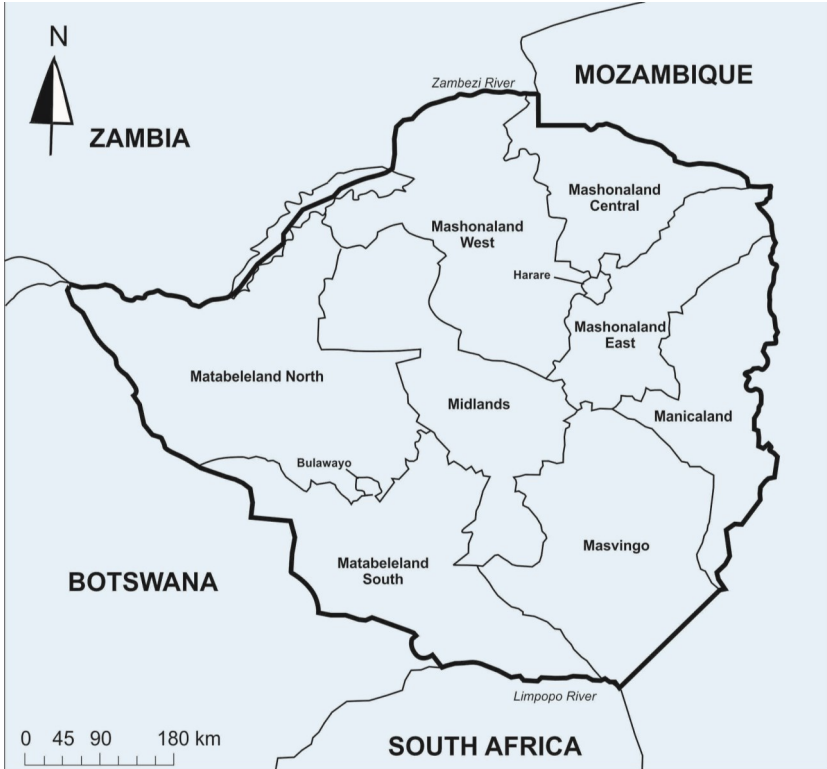 N
Zambezi River
MOZAMBIQUE
ZAMBIA
Mashonaland
Central
Mashonaland
West
Harare
Mashonaland
East
Matabeleland North
Midlands
Manicaland
Bulawayo
Masvingo
Matabeleland
South
BOTSWANA
Limpopo River
0 45 90 180 km
SOUTH AFRICA